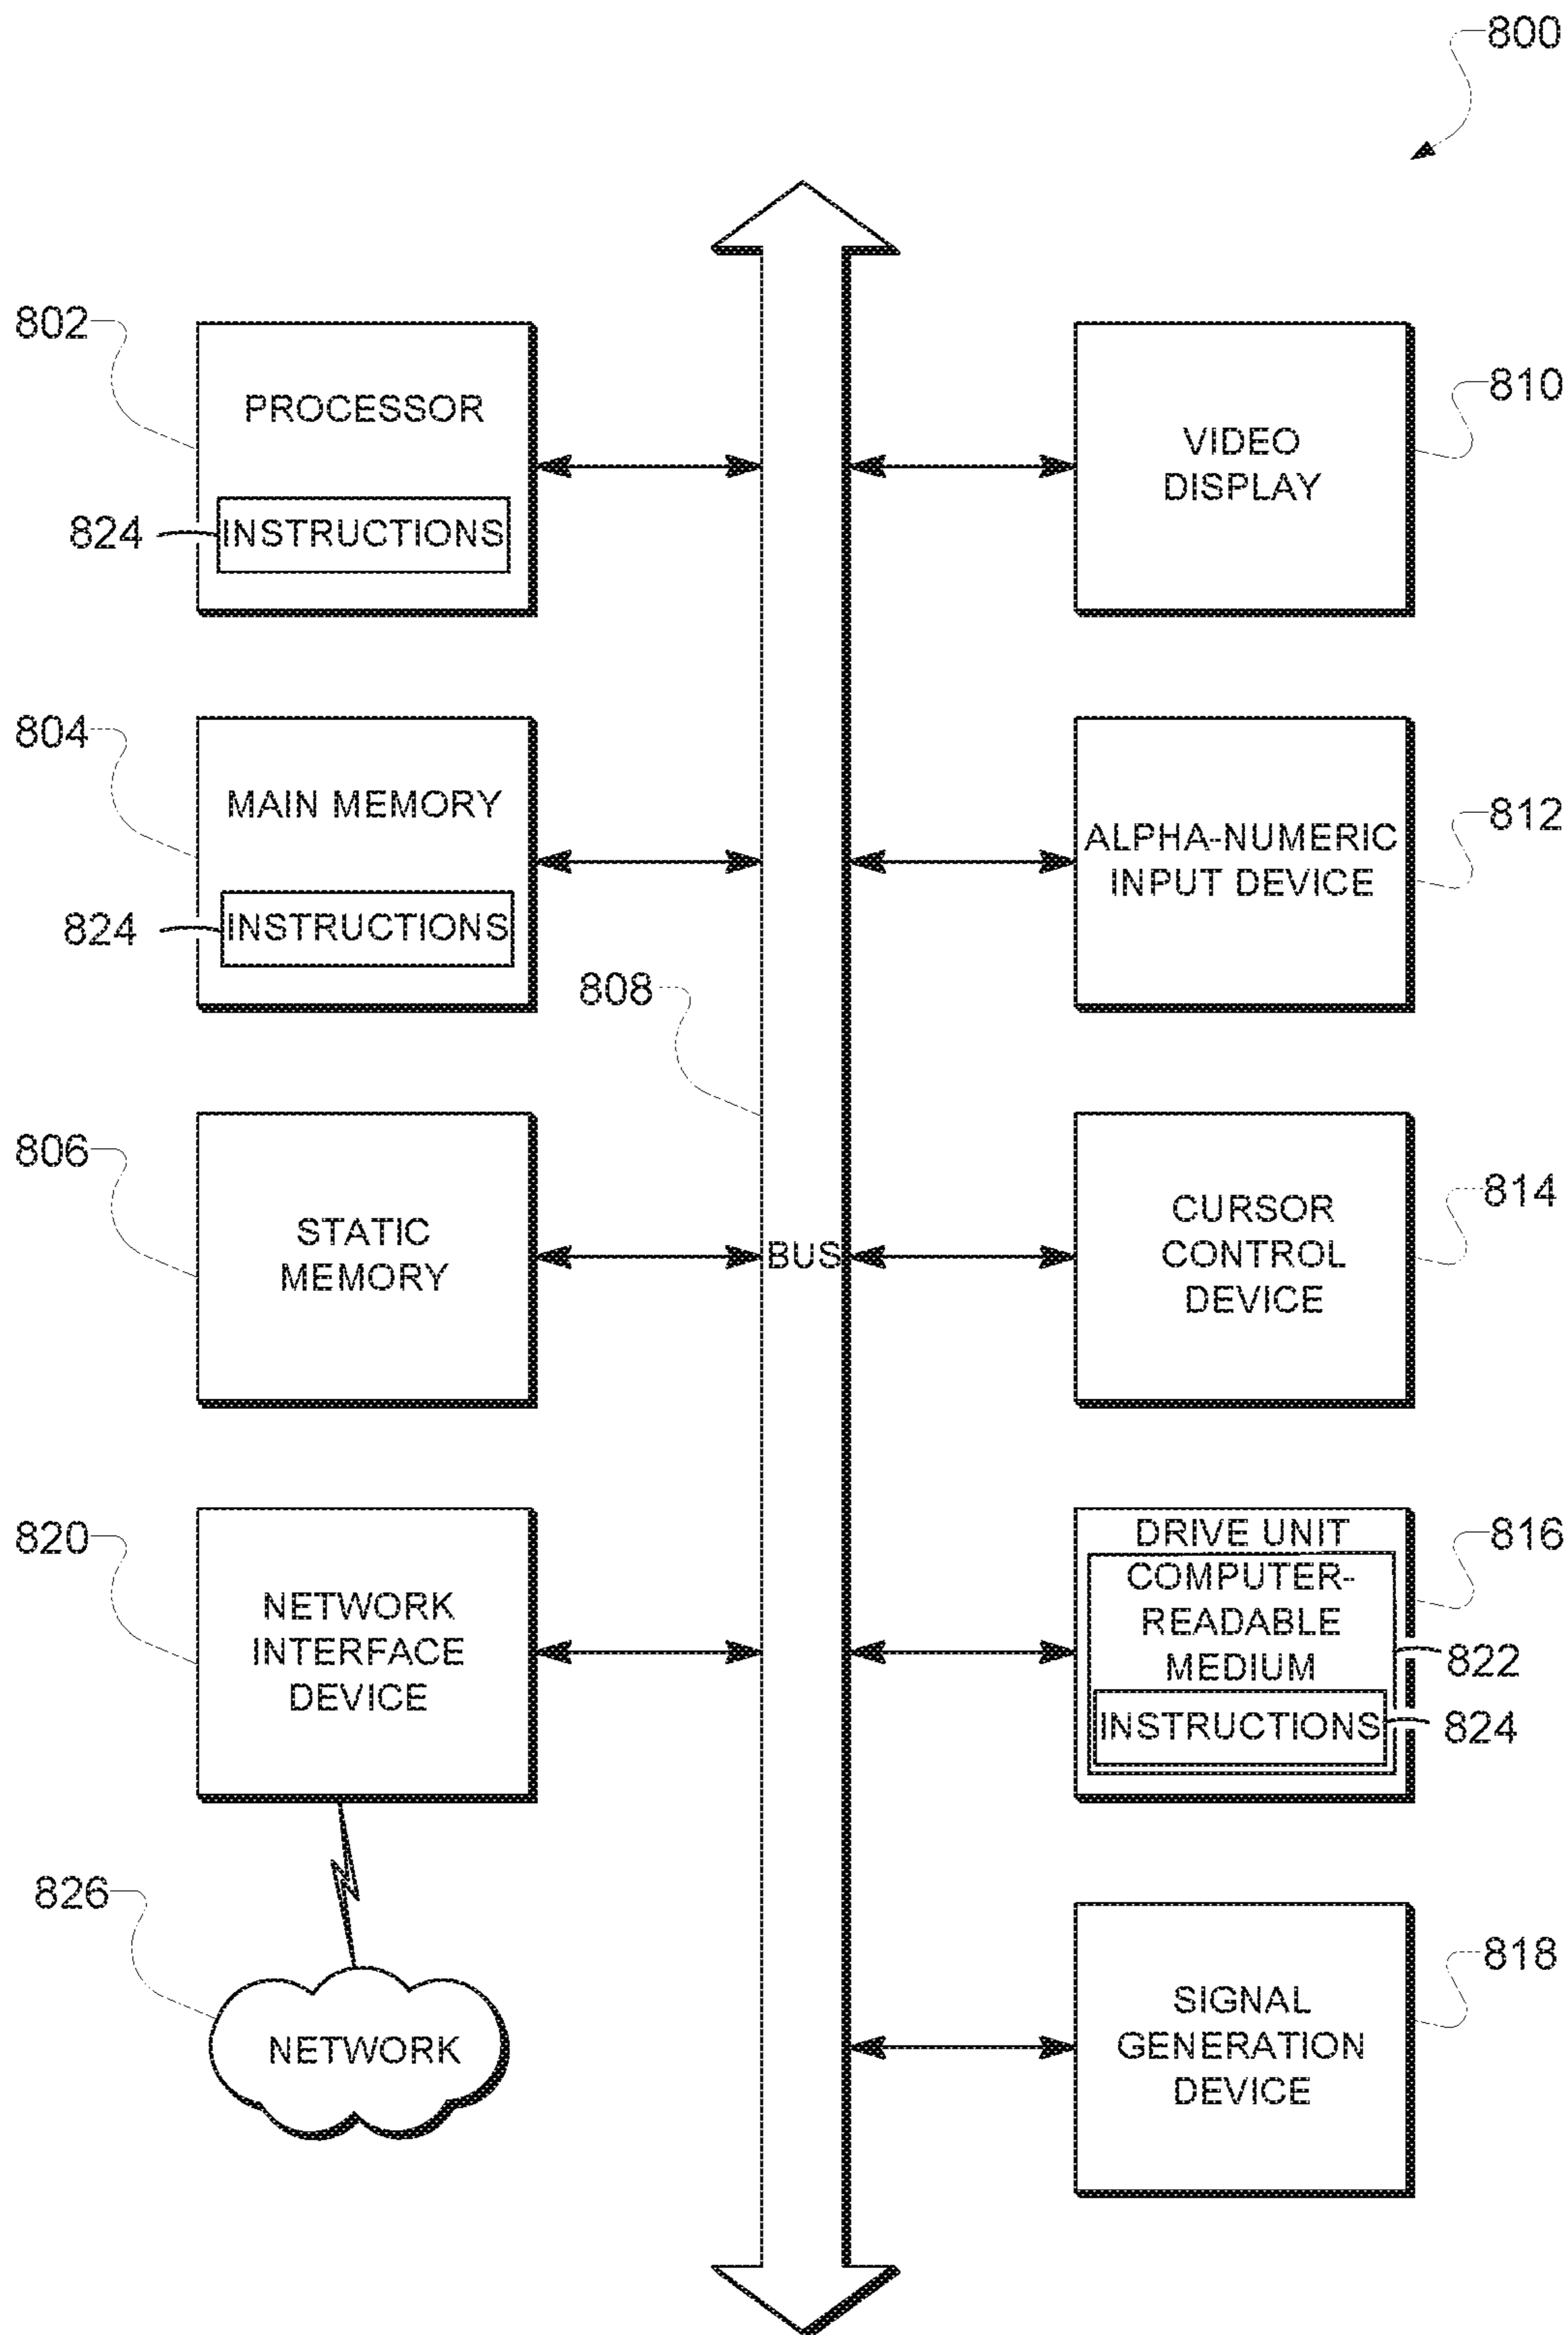 800
802
PROCESSOR
824
INSTRUCTIONS
810
VIDEO
DISPLAY
804
MAIN MEMORY
824
INSTRUCTIONS
812
ALPHA-NUMERIC
INPUT DEVICE
808
806
STATIC
MEMORY
BUS
814
CURSOR
CONTROL
DEVICE
820
NETWORK
INTERFACE
DEVICE
816
DRIVE UNIT
COMPUTER-
READABLE
MEDIUM
822
INSTRUCTIONS
824
826
NETWORK
818
SIGNAL
GENERATION
DEVICE